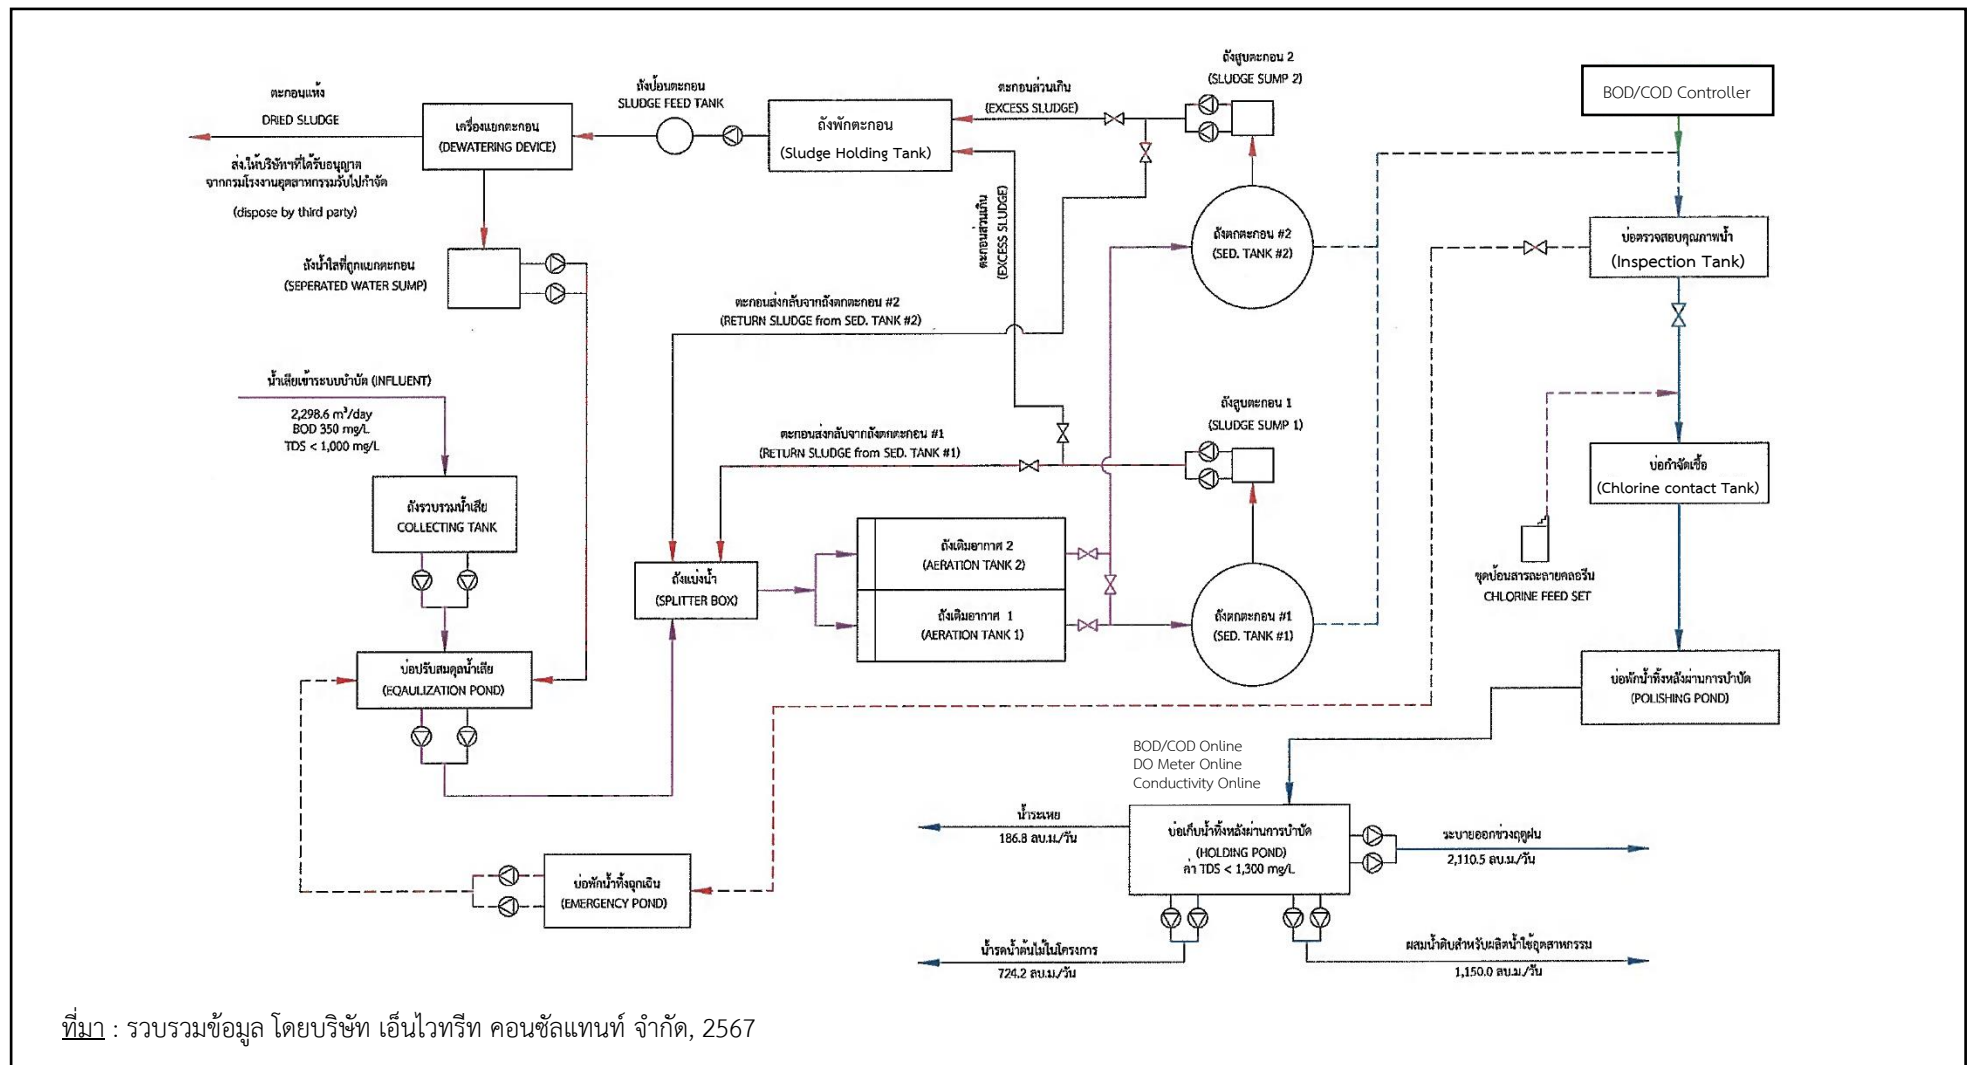 ถังสูบตะกอน 2
(SLUDGE SUMP 2)
BOD/COD Controller
ตะกอนแห้ง
DRIED SLUDGE
ถังป้อนตะกอน
SLUDGE FEED TANK
ตะกอนส่วนเกิน
(EXCESS SLUDGE)
เครื่องแยกตะกอน
(DEWATERING DEVICE)
ถังพักตะกอน
(Sludge Holding Tank)
ส่งให้บริษัทฯที่ได้รับอนุญาต
จากกรมโรงงานอุตสาหกรรมรับไปกำจัด
(dispose by third party)
ตะกอนส่วนเกิน
(EXCESS SLUDGE)
ถังตกตะกอน #2
(SED. TANK #2)
บ่อตรวจสอบคุณภาพน้ำ
(Inspection Tank)
ถังน้ำใสที่ถูกแยกตะกอน
(SEPERATED WATER SUMP)
ตะกอนส่งกลับจากถังตกตะกอน #2
(RETURN SLUDGE from SED. TANK #2)
น้ำเสียเข้าระบบบำบัด (INFLUENT)
2,298.6 m³/day
BOD 350 mg/L
TDS < 1,000 mg/L
ถังสูบตะกอน 1
(SLUDGE SUMP 1)
ตะกอนส่งกลับจากถังตกตะกอน #1
(RETURN SLUDGE from SED. TANK #1)
บ่อกำจัดเชื้อ
(Chlorine contact Tank)
ถังรวบรวมน้ำเสีย
COLLECTING TANK
ถังเติมอากาศ 2
(AERATION TANK 2)
ถังแบ่งน้ำ
(SPLITTER BOX)
ถังเติมอากาศ 1
(AERATION TANK 1)
ถังตกตะกอน #1
(SED. TANK #1)
ชุดป้อนสารละลายคลอรีน
CHLORINE FEED SET
บ่อปรับสมดุลน้ำเสีย
(EQAULIZATION POND)
บ่อพักน้ำทิ้งหลังผ่านการบำบัด
(POLISHING POND)
BOD/COD Online
DO Meter Online
Conductivity Online
น้ำระเหย
186.8 ลบ.ม./วัน
บ่อเก็บน้ำทิ้งหลังผ่านการบำบัด
(HOLDING POND)
ค่า TDS < 1,300 mg/L
ระบายออกช่วงฤดูฝน
2,110.5 ลบ.ม./วัน
บ่อพักน้ำทิ้งฉุกเฉิน
(EMERGENCY POND)
น้ำรดน้ำต้นไม้ในโครงการ
724.2 ลบ.ม./วัน
ผสมน้ำดิบสำหรับผลิตน้ำใช้อุตสาหกรรม
1,150.0 ลบ.ม./วัน
ที่มา : รวบรวมข้อมูล โดยบริษัท เอ็นไวทรีท คอนซัลแทนท์ จำกัด, 2567